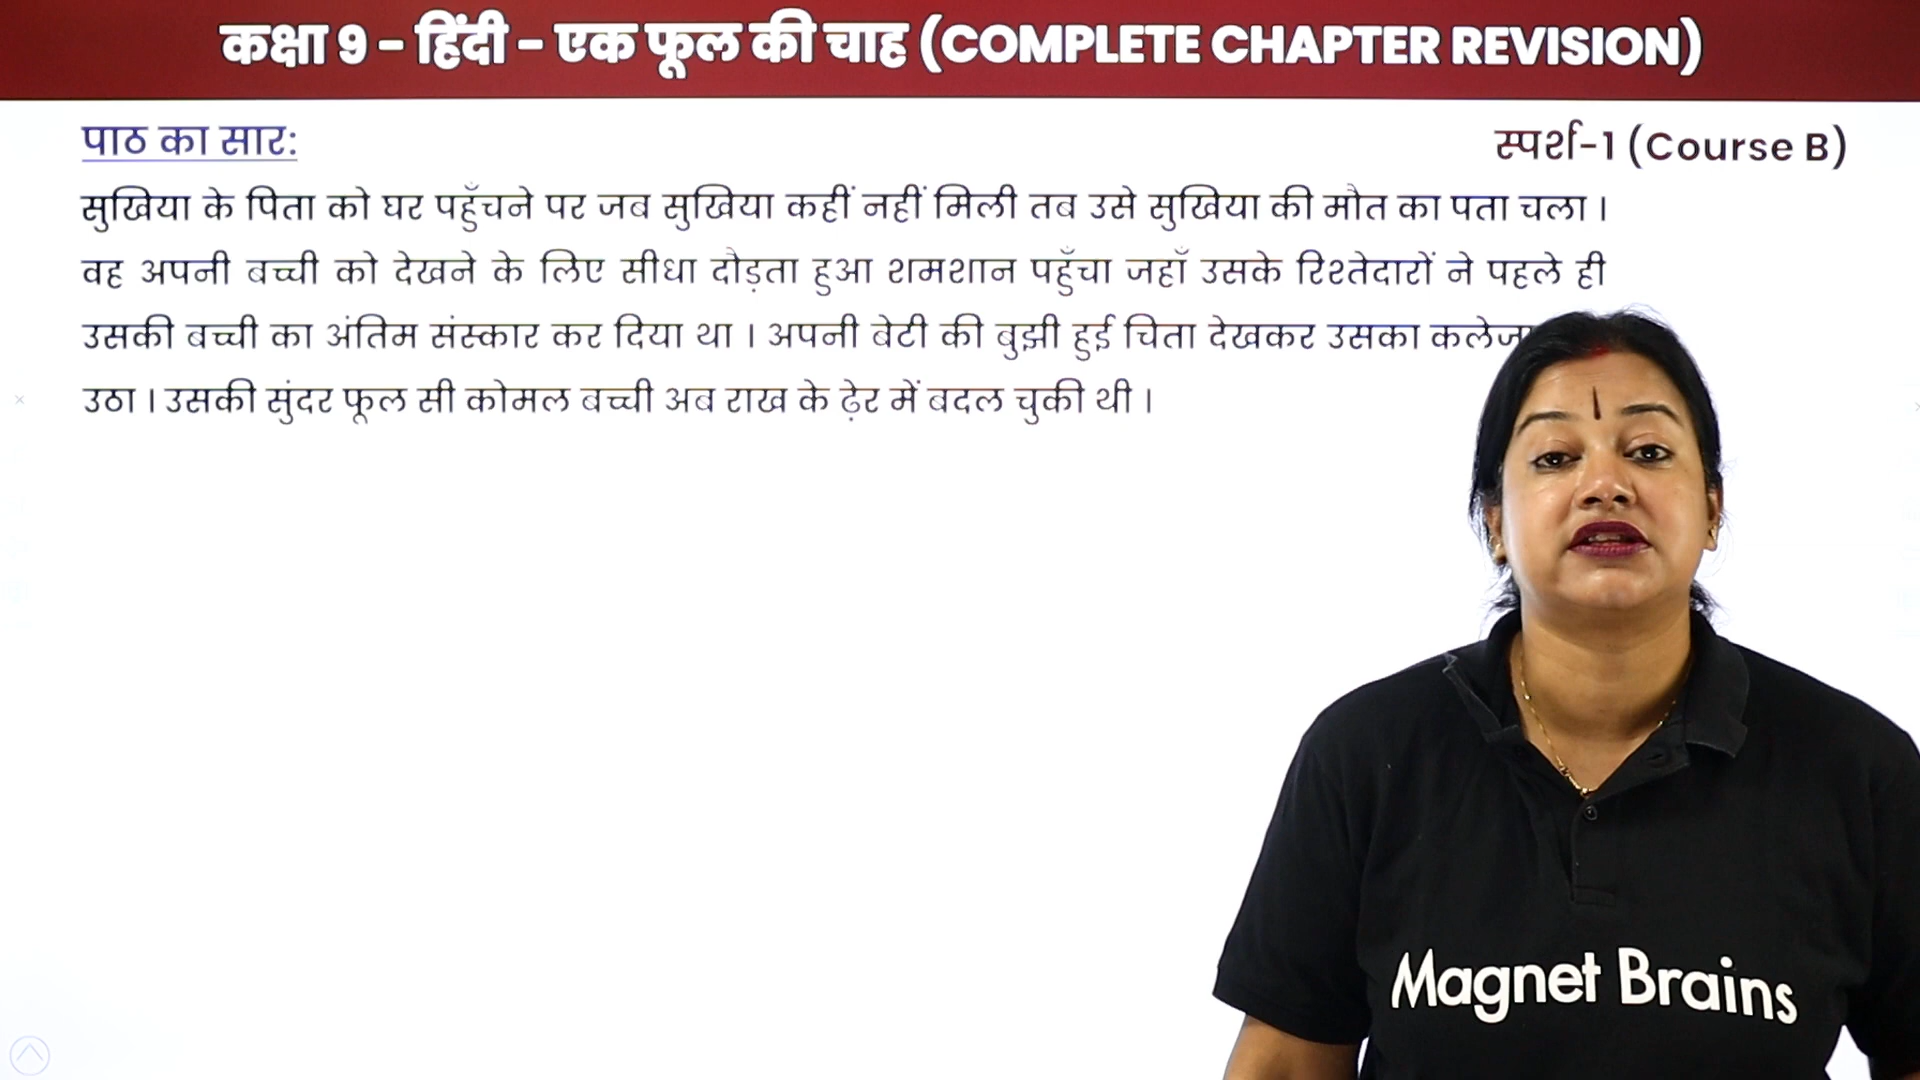 कक्षा 9 – हिंदी – एक फूल की चाह (COMPLETE CHAPTER REVISION)
पाठ का सार:
स्पर्श-1 (Course B)
सुखिया के पिता को घर पहुँचने पर जब सुखिया कहीं नहीं मिली तब उसे सुखिया की मौत का पता चला ।
वह अपनी बच्ची को देखने के लिए सीधा दौड़ता हुआ शमशान पहुँचा जहाँ उसके रिश्तेदारों ने पहले ही
उसकी बच्ची का अंतिम संस्कार कर दिया था । अपनी बेटी की बुझी हुई चिता देखकर उसका
उठा । उसकी सुंदर फूल सी कोमल बच्ची अब राख के ढ़ेर में बदल चुकी थी ।
Magnet Brains